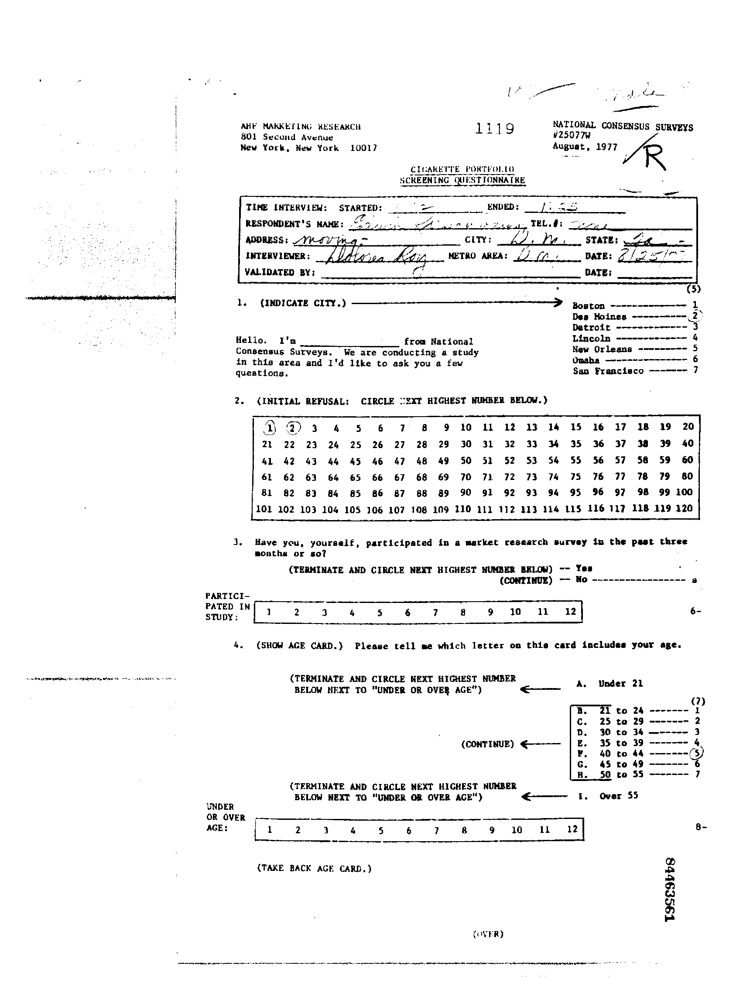 AHF MARKETING RESEARCH
801 Second Avenue
New York, New York 10017
1119
NATIONAL CONSENSUS SURVEYS
#25077W
August, 1977
R
CIGARETTE PORTFOLIO
SCREENING QUESTIONNAIRE
TIME INTERVIEW: STARTED: ENDED:
RESPONDENT'S NAME: TEL.#:
ADDRESS: moving CITY: D. M. STATE:
INTERVIEWER: METRO AREA: D.M. DATE:
VALIDATED BY: DATE:
(5)
1. (INDICATE CITY.)
Boston ---------- 1
Des Moines --------- 2
Detroit ---------- 3
Lincoln ---------- 4
New Orleans ------- 5
Omaha ------------ 6
San Francisco ------- 7
Hello. I'm __________ from National
Consensus Surveys. We are conducting a study
in this area and I'd like to ask you a few
questions.
2. (INITIAL REFUSAL: CIRCLE NEXT HIGHEST NUMBER BELOW.)
1 2 3 4 5 6 7 8 9 10 11 12 13 14 15 16 17 18 19 20
21 22 23 24 25 26 27 28 29 30 31 32 33 34 35 36 37 38 39 40
41 42 43 44 45 46 47 48 49 50 51 52 53 54 55 56 57 58 59 60
61 62 63 64 65 66 67 68 69 70 71 72 73 74 75 76 77 78 79 80
81 82 83 84 85 86 87 88 89 90 91 92 93 94 95 96 97 98 99 100
101 102 103 104 105 106 107 108 109 110 111 112 113 114 115 116 117 118 119 120
3. Have you, yourself, participated in a market research survey in the past three
months or so?
(TERMINATE AND CIRCLE NEXT HIGHEST NUMBER BELOW) -- Yes
(CONTINUE) -- No ---------------- a
PARTICI-
PATED IN
STUDY: 1 2 3 4 5 6 7 8 9 10 11 12 6-
4. (SHOW AGE CARD.) Please tell me which letter on this card includes your age.
(TERMINATE AND CIRCLE NEXT HIGHEST NUMBER
BELOW NEXT TO "UNDER OR OVER AGE") A. Under 21
(7)
B. 21 to 24 ------- 1
C. 25 to 29 ------- 2
D. 30 to 34 ------- 3
(CONTINUE) E. 35 to 39 ------- 4
F. 40 to 44 ------- 5
G. 45 to 49 ------- 6
H. 50 to 55 ------- 7
(TERMINATE AND CIRCLE NEXT HIGHEST NUMBER
BELOW NEXT TO "UNDER OR OVER AGE") I. Over 55
UNDER
OR OVER
AGE: 1 2 3 4 5 6 7 8 9 10 11 12 8-
(TAKE BACK AGE CARD.)
84463561
(OVER)